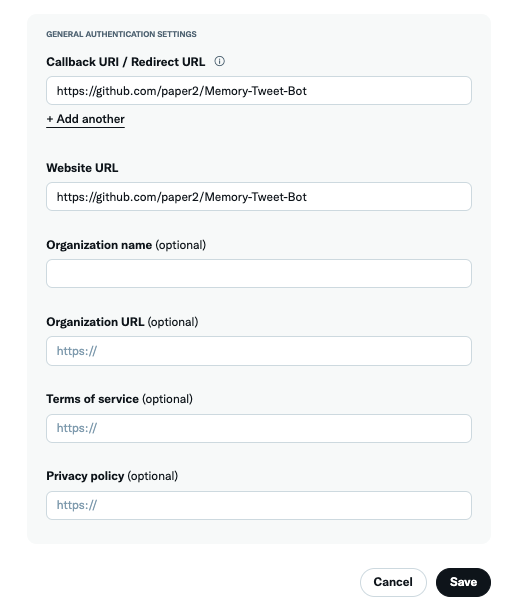 GENERAL AUTHENTICATION SETTINGS
Callback URI / Redirect URL
https://github.com/paper2/Memory-Tweet-Bot
+ Add another
Website URL
https://github.com/paper2/Memory-Tweet-Bot
Organization name (optional)
Organization URL (optional)
https://
Terms of service (optional)
https://
Privacy policy (optional)
https://
Cancel
Save